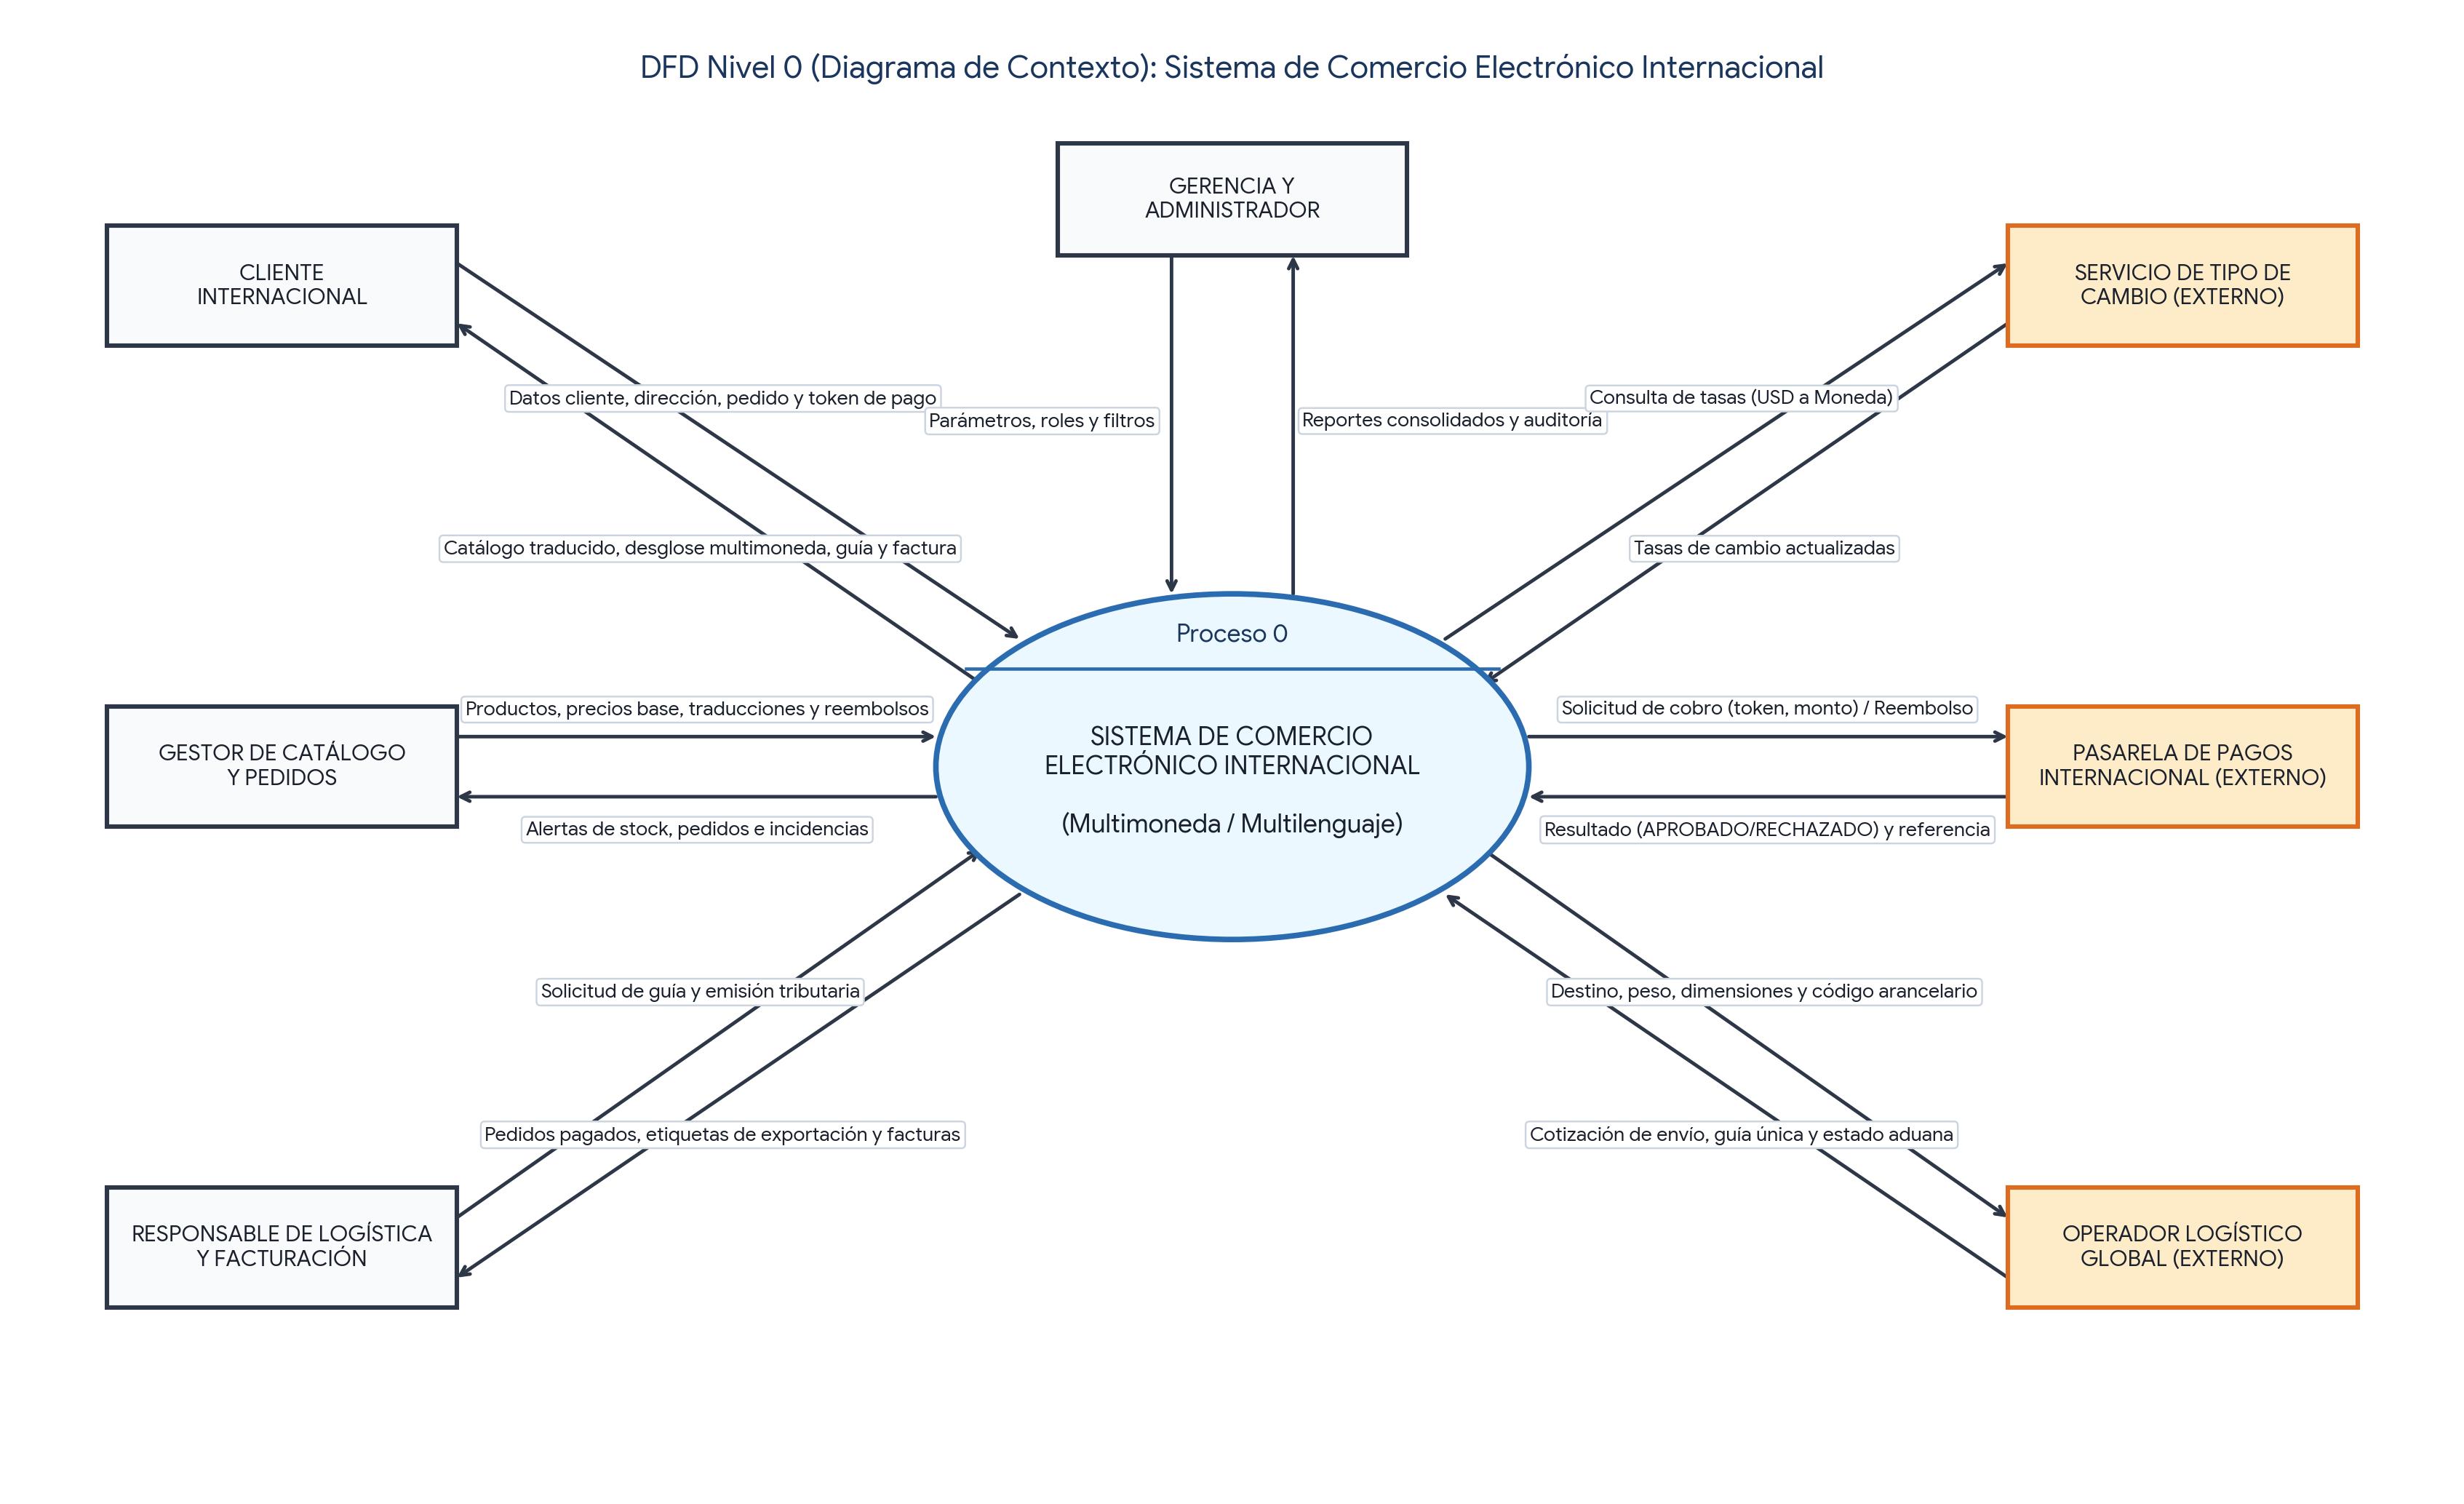 DFD Nivel 0 (Diagrama de Contexto): Sistema de Comercio Electrónico Internacional
GERENCIA Y
ADMINISTRADOR
CLIENTE
INTERNACIONAL
SERVICIO DE TIPO DE
CAMBIO (EXTERNO)
Datos cliente, dirección, pedido y token de pago
Parámetros, roles y filtros
Reportes consolidados y auditoría
Consulta de tasas (USD a Moneda)
Catálogo traducido, desglose multimoneda, guía y factura
Tasas de cambio actualizadas
Proceso 0
SISTEMA DE COMERCIO
ELECTRÓNICO INTERNACIONAL
(Multimoneda / Multilenguaje)
GESTOR DE CATÁLOGO
Y PEDIDOS
Productos, precios base, traducciones y reembolsos
Alertas de stock, pedidos e incidencias
Solicitud de cobro (token, monto) / Reembolso
Resultado (APROBADO/RECHAZADO) y referencia
PASARELA DE PAGOS
INTERNACIONAL (EXTERNO)
Solicitud de guía y emisión tributaria
Destino, peso, dimensiones y código arancelario
Pedidos pagados, etiquetas de exportación y facturas
Cotización de envío, guía única y estado aduana
RESPONSABLE DE LOGÍSTICA
Y FACTURACIÓN
OPERADOR LOGÍSTICO
GLOBAL (EXTERNO)